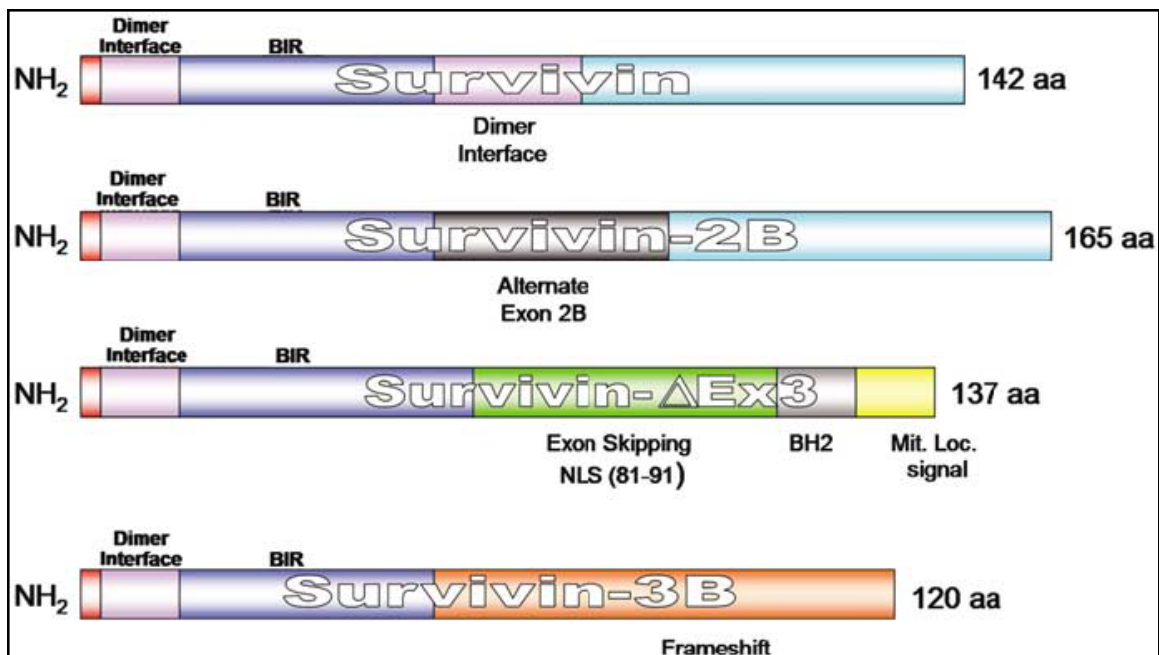 Dimer
Interface BIR
NH2 Survivin 142 aa
Dimer
Interface
Dimer
Interface BIR
NH2 Survivin-2B 165 aa
Alternate
Exon 2B
Dimer
Interface BIR
NH2 Survivin-ΔEx3 137 aa
Exon Skipping BH2 Mit. Loc.
NLS (81-91) signal
Dimer
Interface BIR
NH2 Survivin-3B 120 aa
Frameshift